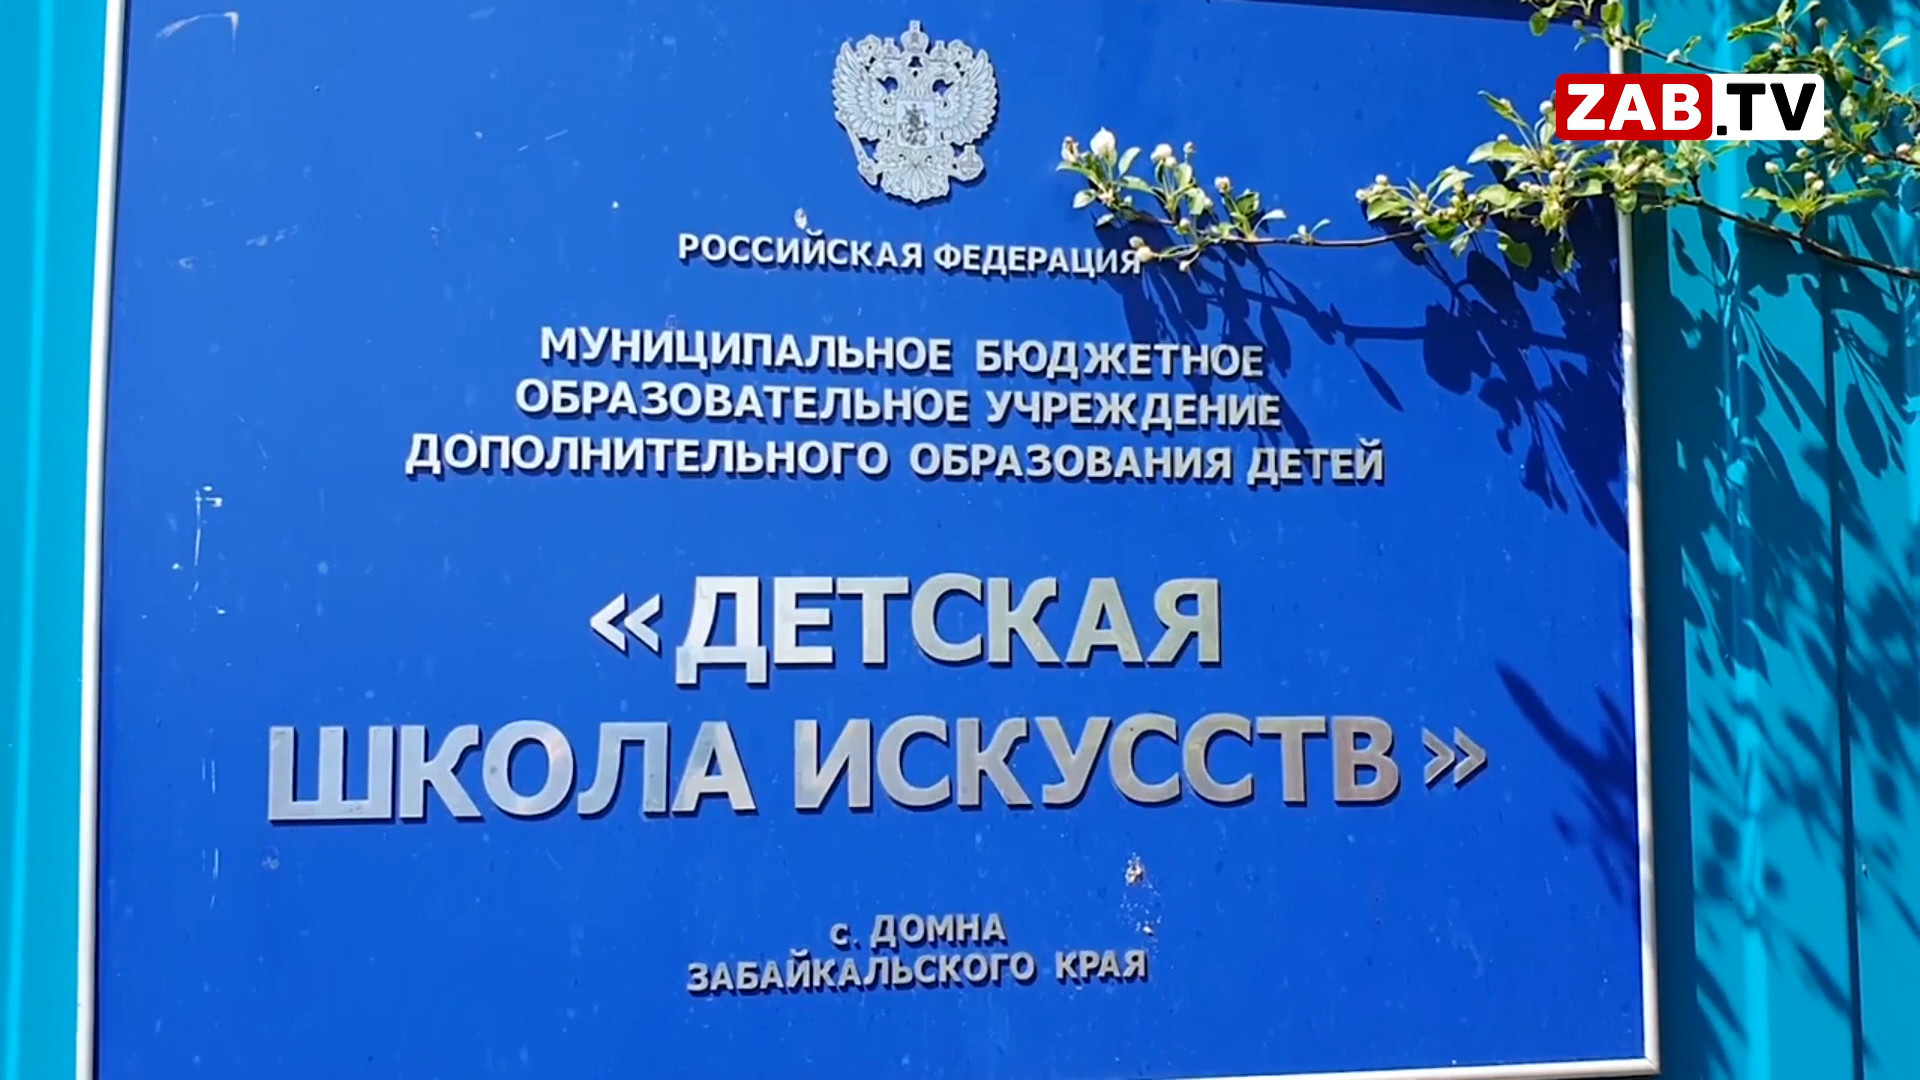 ZAB.TV
РОССИЙСКАЯ ФЕДЕРАЦИЯ
МУНИЦИПАЛЬНОЕ БЮДЖЕТНОЕ
ОБРАЗОВАТЕЛЬНОЕ УЧРЕЖДЕНИЕ
ДОПОЛНИТЕЛЬНОГО ОБРАЗОВАНИЯ ДЕТЕЙ
«ДЕТСКАЯ
ШКОЛА ИСКУССТВ»
с. ДОМНА
ЗАБАЙКАЛЬСКОГО КРАЯ